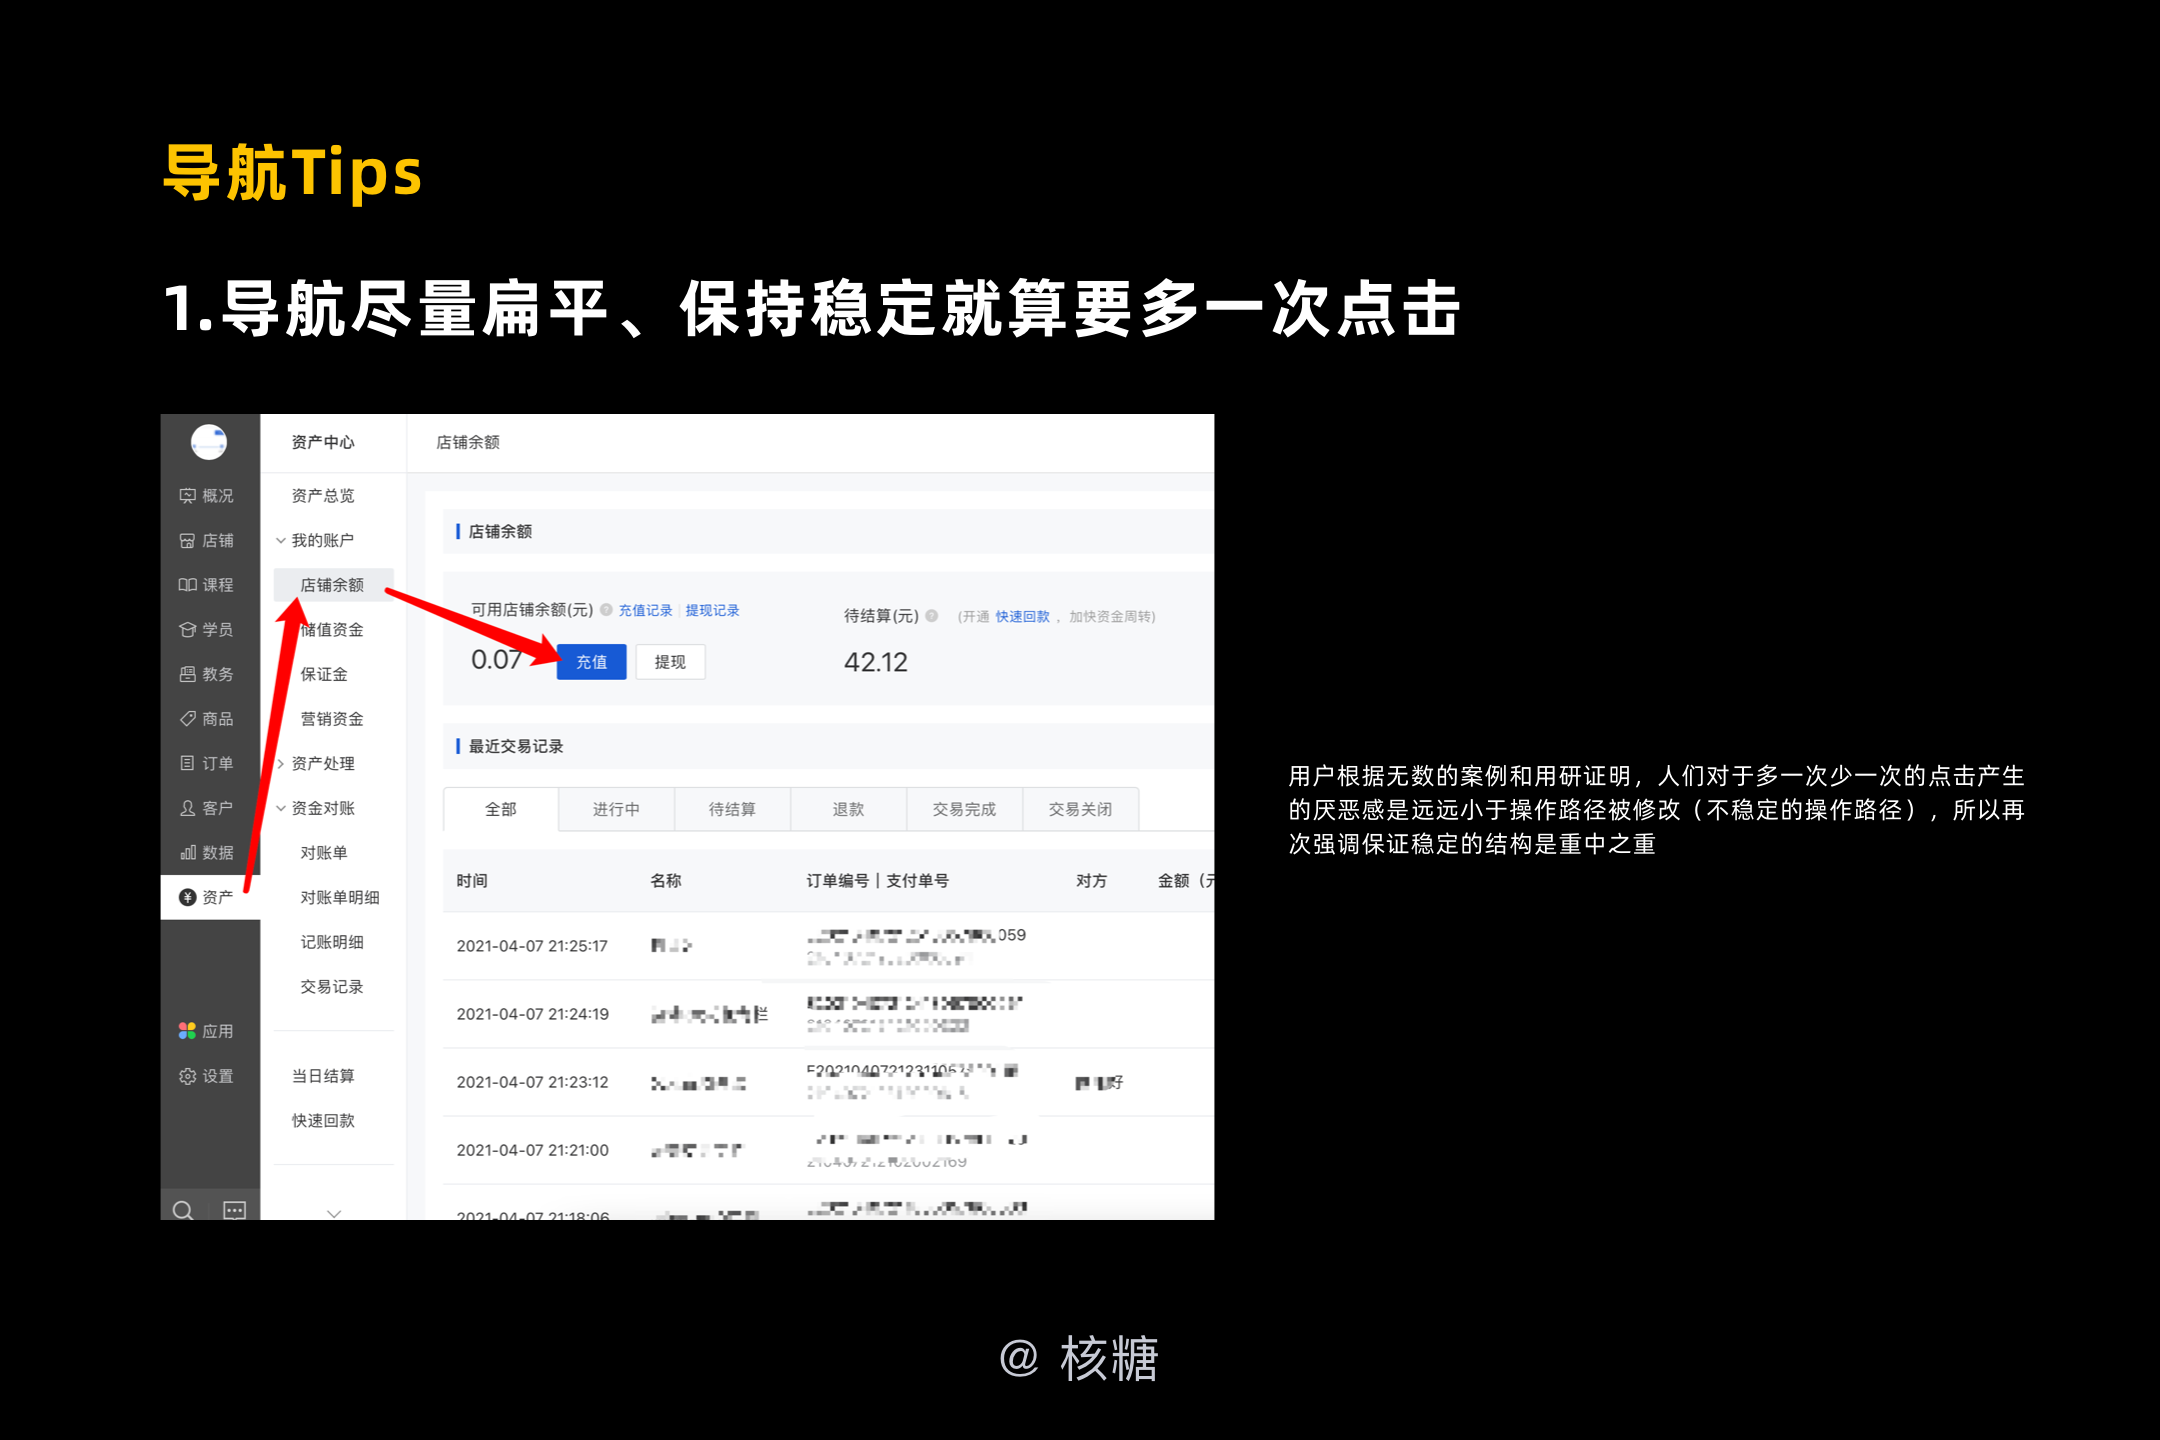 导航Tips
1.导航尽量扁平、保持稳定就算要多一次点击
资产中心
店铺余额
概况
店铺
课程
学员
教务
商品
订单
客户
数据
资产
应用
设置
资产总览
我的账户
店铺余额
储值资金
保证金
营销资金
资产处理
资金对账
对账单
对账单明细
记账明细
交易记录
当日结算
快速回款
店铺余额
可用店铺余额(元) ? 充值记录 | 提现记录
0.07 充值 提现
待结算(元) ? (开通 快速回款，加快资金周转)
42.12
最近交易记录
全部 进行中 待结算 退款 交易完成 交易关闭
时间 名称 订单编号 | 支付单号 对方 金额（元
2021-04-07 21:25:17 059
2021-04-07 21:24:19
2021-04-07 21:23:12 好
2021-04-07 21:21:00
2021-04-07 21:18:06
用户根据无数的案例和用研证明，人们对于多一次少一次的点击产生
的厌恶感是远远小于操作路径被修改（不稳定的操作路径），所以再
次强调保证稳定的结构是重中之重
@ 核糖